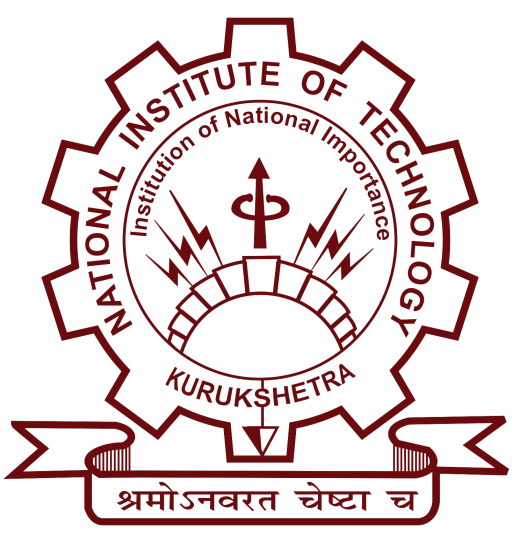 NATIONAL INSTITUTE OF TECHNOLOGY
Institution of National Importance
KURUKSHETRA
श्रमोऽनवरत चेष्टा च